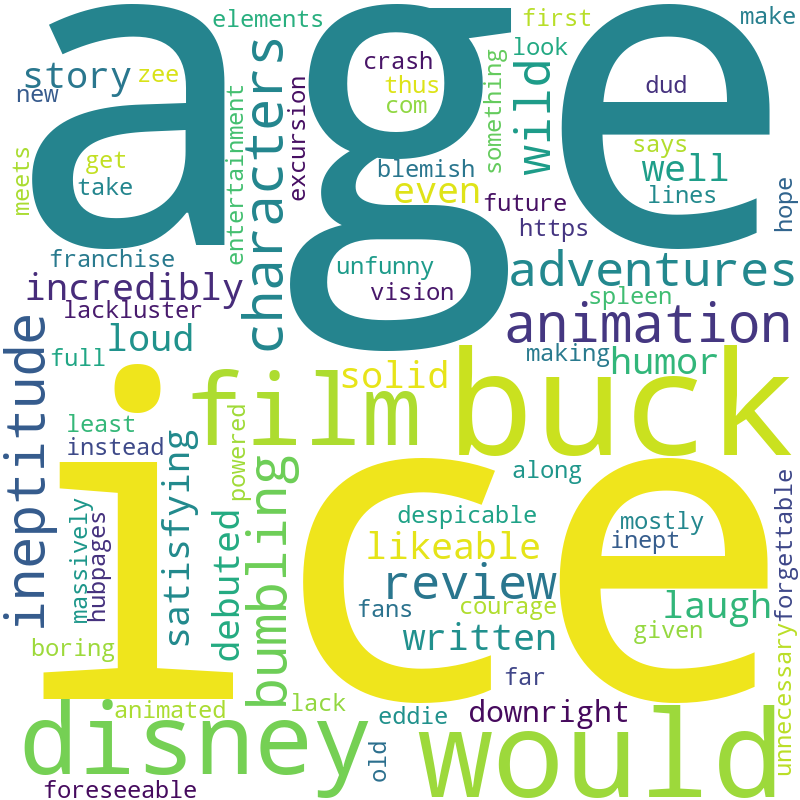 age
elements
first
make
story
zee
crash
look
new
characters
excursion
thus
com
something
wild
dud
meets
get
take
entertainment
blemish
even
says
well
lines
future
https
hope
franchise
unfunny
adventures
incredibly
vision
spleen
lackluster
animation
ineptitude
loud
full
solid
making
humor
ice
film
buck
least
instead
satisfying
powered
bumbling
along
massively
hubpages
debuted
despicable
mostly
inept
likeable
forgettable
review
fans
courage
laugh
boring
written
given
far
unnecessary
animated
lack
eddie
downright
disney
old
would
foreseeable